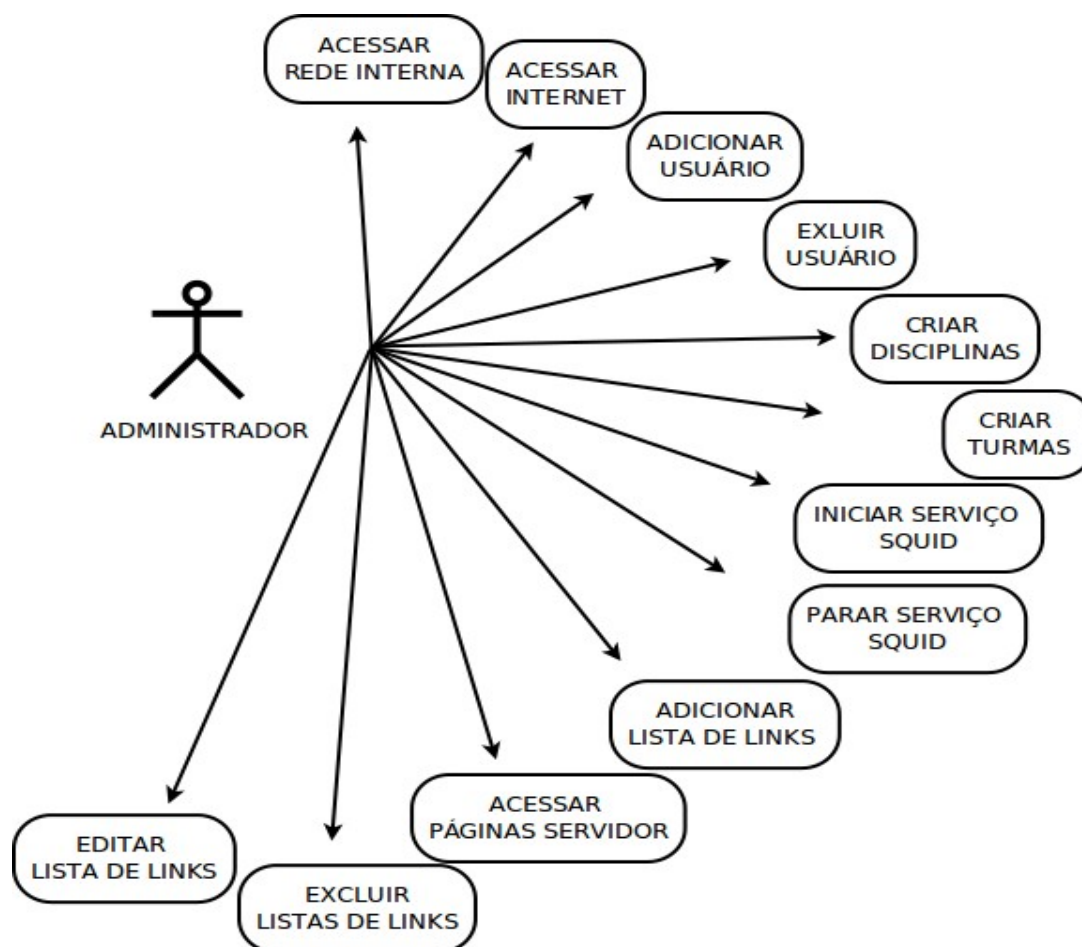 ACESSAR
REDE INTERNA
ACESSAR
INTERNET
ADICIONAR
USUÁRIO
EXLUIR
USUÁRIO
CRIAR
DISCIPLINAS
CRIAR
TURMAS
ADMINISTRADOR
INICIAR SERVIÇO
SQUID
PARAR SERVIÇO
SQUID
ADICIONAR
LISTA DE LINKS
ACESSAR
PÁGINAS SERVIDOR
EDITAR
LISTA DE LINKS
EXCLUIR
LISTAS DE LINKS